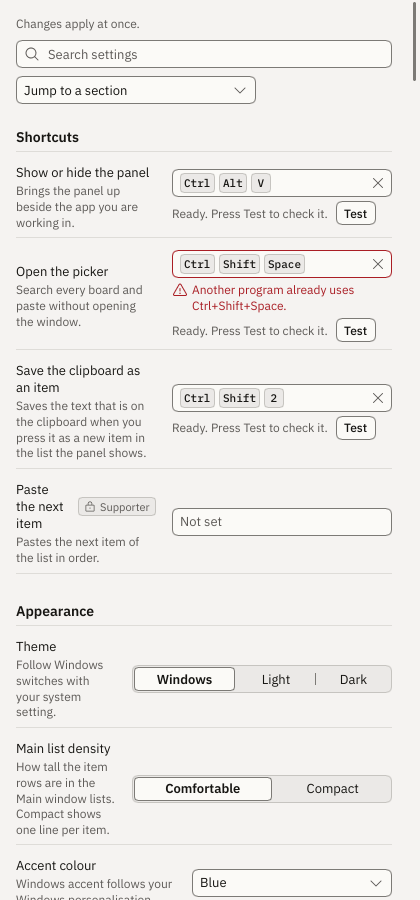 Changes apply at once.
Search settings
Jump to a section
Shortcuts
Show or hide the panel
Brings the panel up
beside the app you are
working in.
Ctrl Alt V
Ready. Press Test to check it. Test
Open the picker
Search every board and
paste without opening
the window.
Ctrl Shift Space
Another program already uses
Ctrl+Shift+Space.
Ready. Press Test to check it. Test
Save the clipboard as
an item
Saves the text that is on
the clipboard when you
press it as a new item in
the list the panel shows.
Ctrl Shift 2
Ready. Press Test to check it. Test
Paste
the next
item
Supporter
Pastes the next item of
the list in order.
Not set
Appearance
Theme
Follow Windows
switches with
your system
setting.
Windows Light Dark
Main list density
How tall the item
rows are in the
Main window lists.
Compact shows
one line per item.
Comfortable Compact
Accent colour
Windows accent follows your
Windows personalisation
Blue